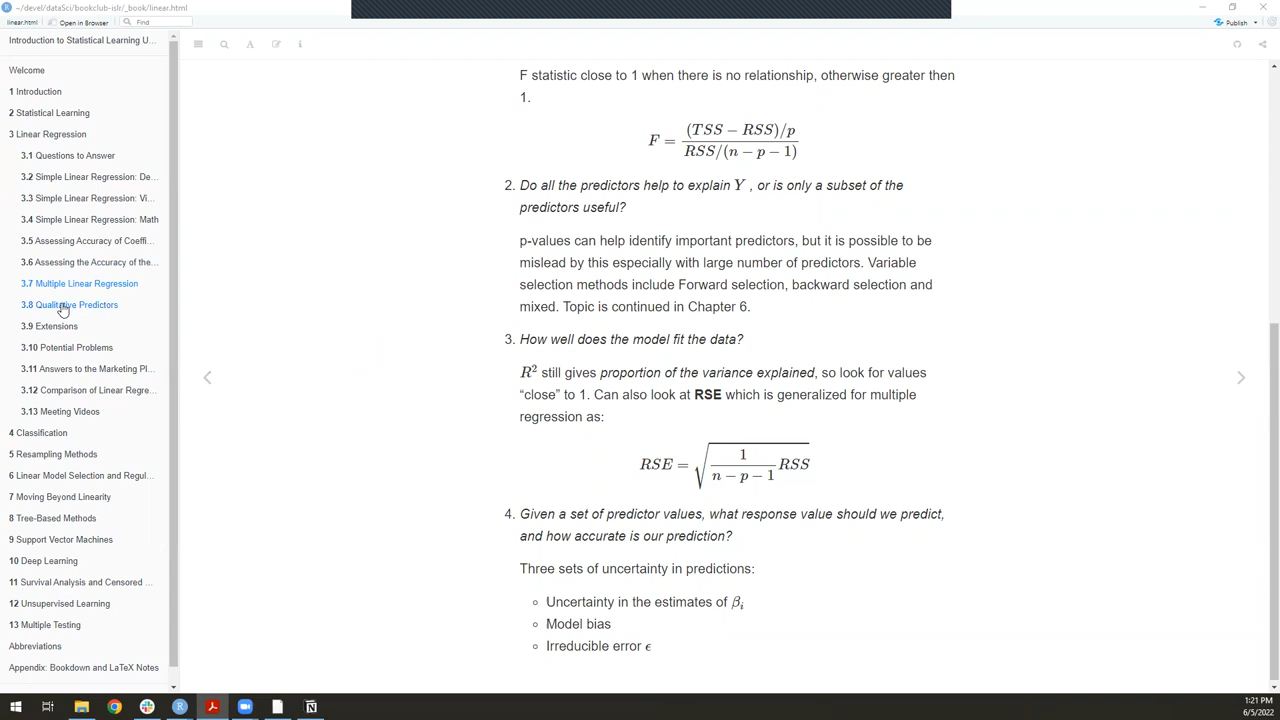 ~/devel/dataSci/bookclub-islr/_book/linear.html
linear.html Open in Browser Find Publish
Introduction to Statistical Learning U...
Welcome
1 Introduction
2 Statistical Learning
3 Linear Regression
3.1 Questions to Answer
3.2 Simple Linear Regression: De...
3.3 Simple Linear Regression: Vi...
3.4 Simple Linear Regression: Math
3.5 Assessing Accuracy of Coeffi...
3.6 Assessing the Accuracy of the...
3.7 Multiple Linear Regression
3.8 Qualitative Predictors
3.9 Extensions
3.10 Potential Problems
3.11 Answers to the Marketing Pl...
3.12 Comparison of Linear Regre...
3.13 Meeting Videos
4 Classification
5 Resampling Methods
6 Linear Model Selection and Regul...
7 Moving Beyond Linearity
8 Tree-Based Methods
9 Support Vector Machines
10 Deep Learning
11 Survival Analysis and Censored ...
12 Unsupervised Learning
13 Multiple Testing
Abbreviations
Appendix: Bookdown and LaTeX Notes
F statistic close to 1 when there is no relationship, otherwise greater then
1.
F = (TSS − RSS)/p
RSS/(n − p − 1)
2. Do all the predictors help to explain Y , or is only a subset of the
predictors useful?
p-values can help identify important predictors, but it is possible to be
mislead by this especially with large number of predictors. Variable
selection methods include Forward selection, backward selection and
mixed. Topic is continued in Chapter 6.
3. How well does the model fit the data?
R² still gives proportion of the variance explained, so look for values
“close” to 1. Can also look at RSE which is generalized for multiple
regression as:
RSE = √ 1
n − p − 1 RSS
4. Given a set of predictor values, what response value should we predict,
and how accurate is our prediction?
Three sets of uncertainty in predictions:
Uncertainty in the estimates of βᵢ
Model bias
Irreducible error ϵ
1:21 PM
6/5/2022